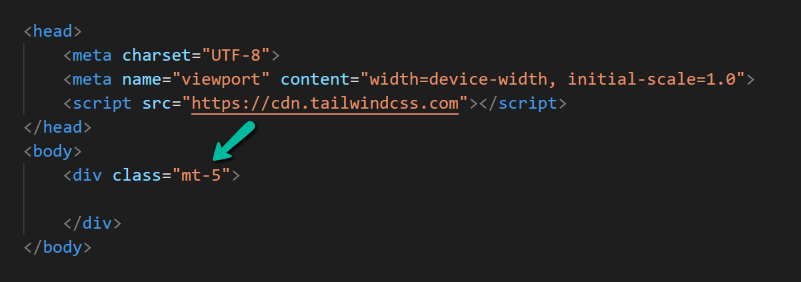 <head>
<meta charset="UTF-8">
<meta name="viewport" content="width=device-width, initial-scale=1.0">
<script src="https://cdn.tailwindcss.com"></script>
</head>
<body>
<div class="mt-5">
</div>
</body>